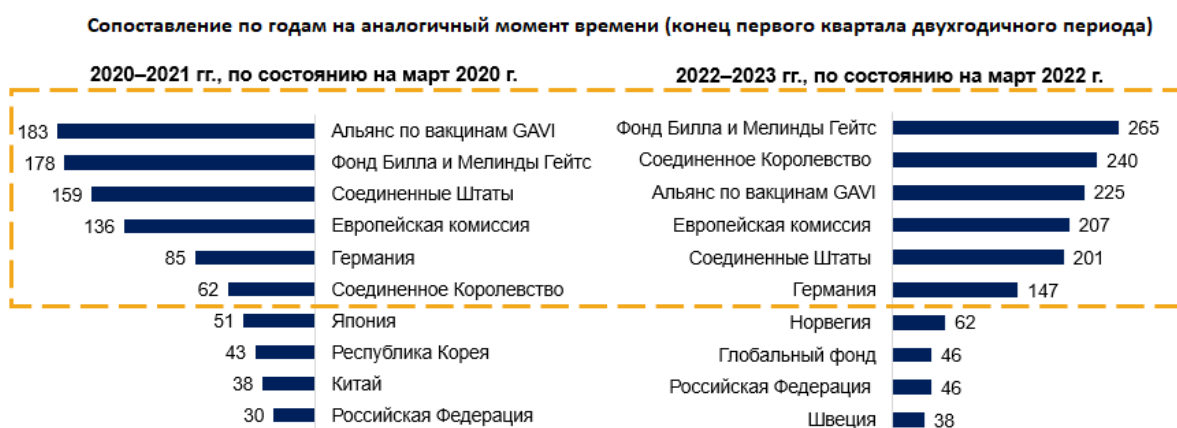 Сопоставление по годам на аналогичный момент времени (конец первого квартала двухгодичного периода)
2020–2021 гг., по состоянию на март 2020 г.
183 Альянс по вакцинам GAVI
178 Фонд Билла и Мелинды Гейтс
159 Соединенные Штаты
136 Европейская комиссия
85 Германия
62 Соединенное Королевство
51 Япония
43 Республика Корея
38 Китай
30 Российская Федерация
2022–2023 гг., по состоянию на март 2022 г.
Фонд Билла и Мелинды Гейтс 265
Соединенное Королевство 240
Альянс по вакцинам GAVI 225
Европейская комиссия 207
Соединенные Штаты 201
Германия 147
Норвегия 62
Глобальный фонд 46
Российская Федерация 46
Швеция 38